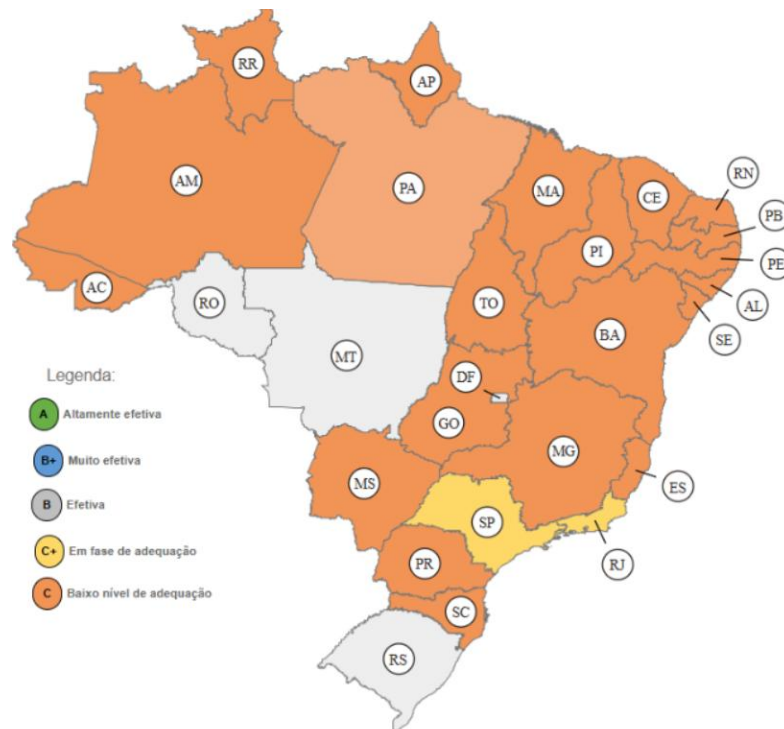 RR
AP
AM
PA
MA
CE
RN
PB
PI
PE
AC
RO
TO
AL
BA
SE
MT
DF
GO
MG
MS
ES
SP
RJ
PR
SC
RS
Legenda:
A Altamente efetiva
B+ Muito efetiva
B Efetiva
C+ Em fase de adequação
C Baixo nível de adequação